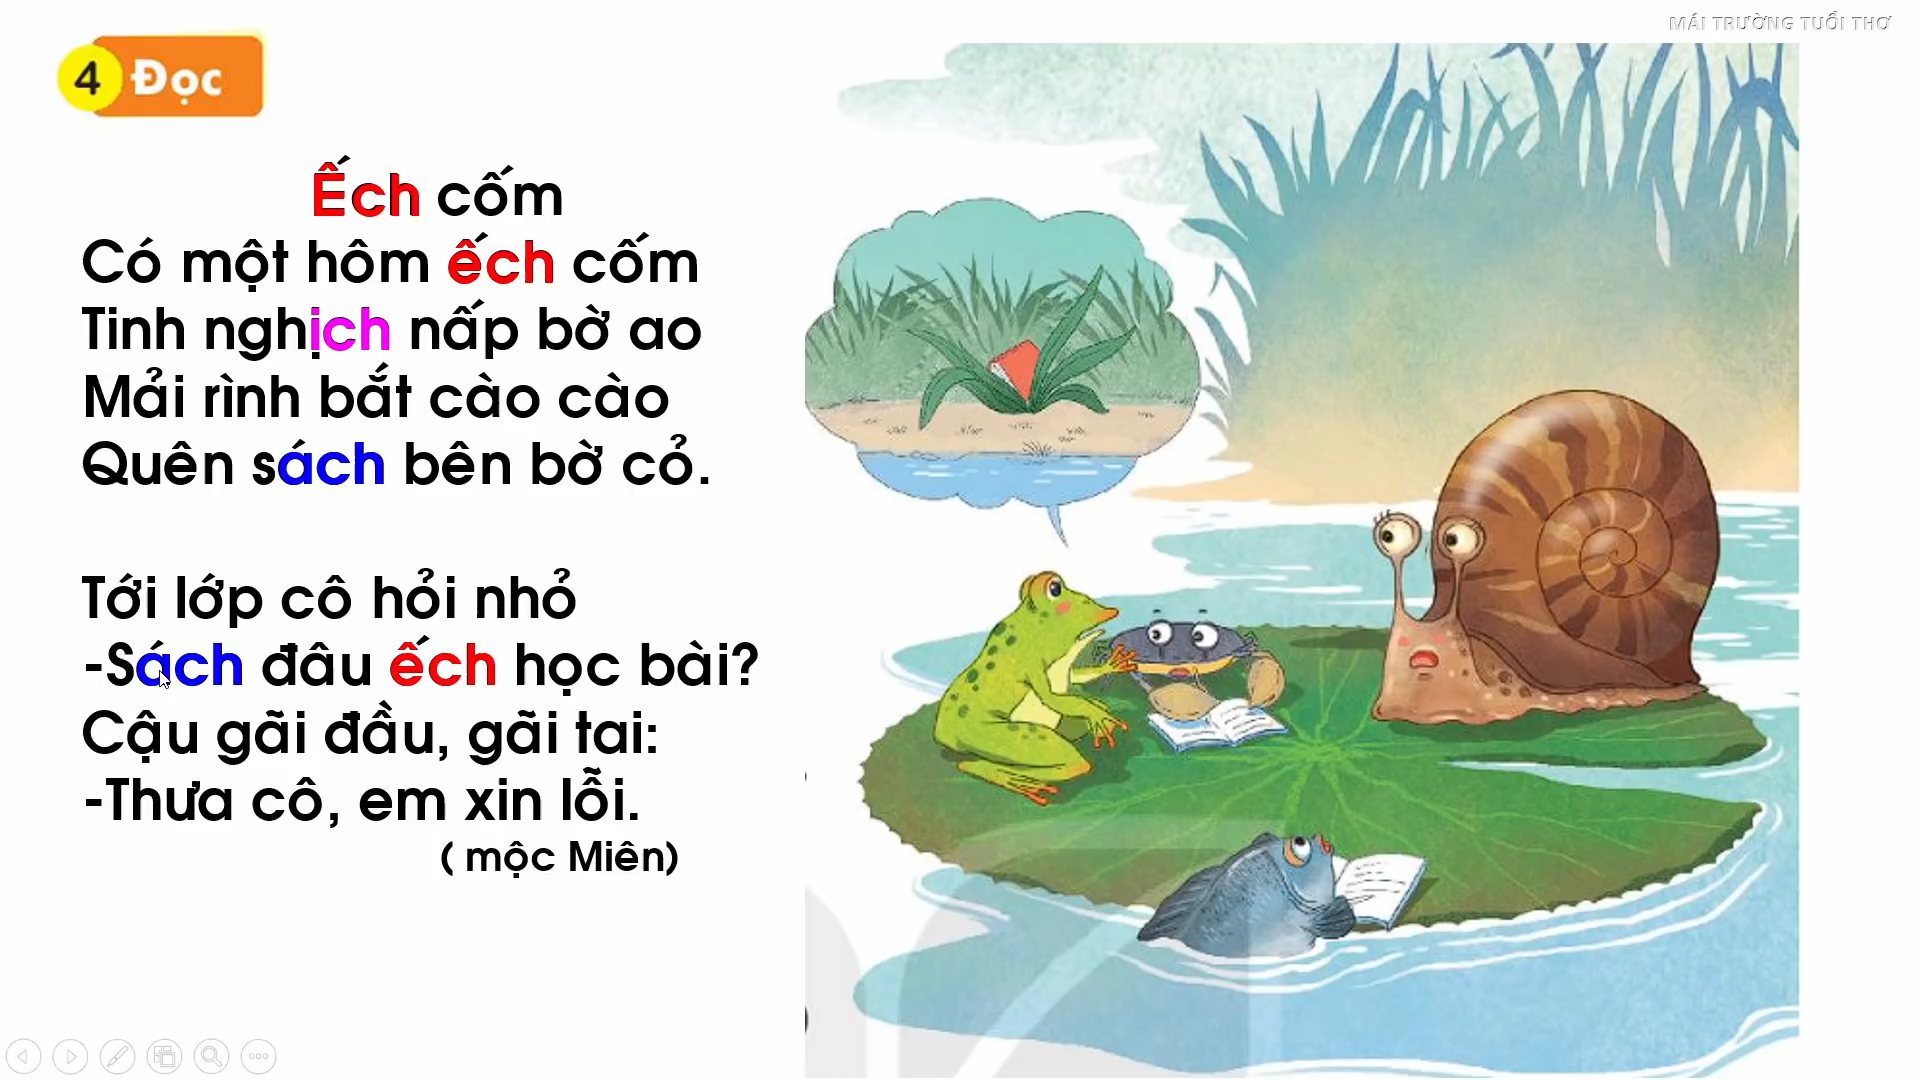 MÁI TRƯỜNG TUỔI THƠ
4 Đọc
Ếch cốm
Có một hôm ếch cốm
Tinh nghịch nấp bờ ao
Mải rình bắt cào cào
Quên sách bên bờ cỏ.
Tới lớp cô hỏi nhỏ
-Sách đâu ếch học bài?
Cậu gãi đầu, gãi tai:
-Thưa cô, em xin lỗi.
( mộc Miên)